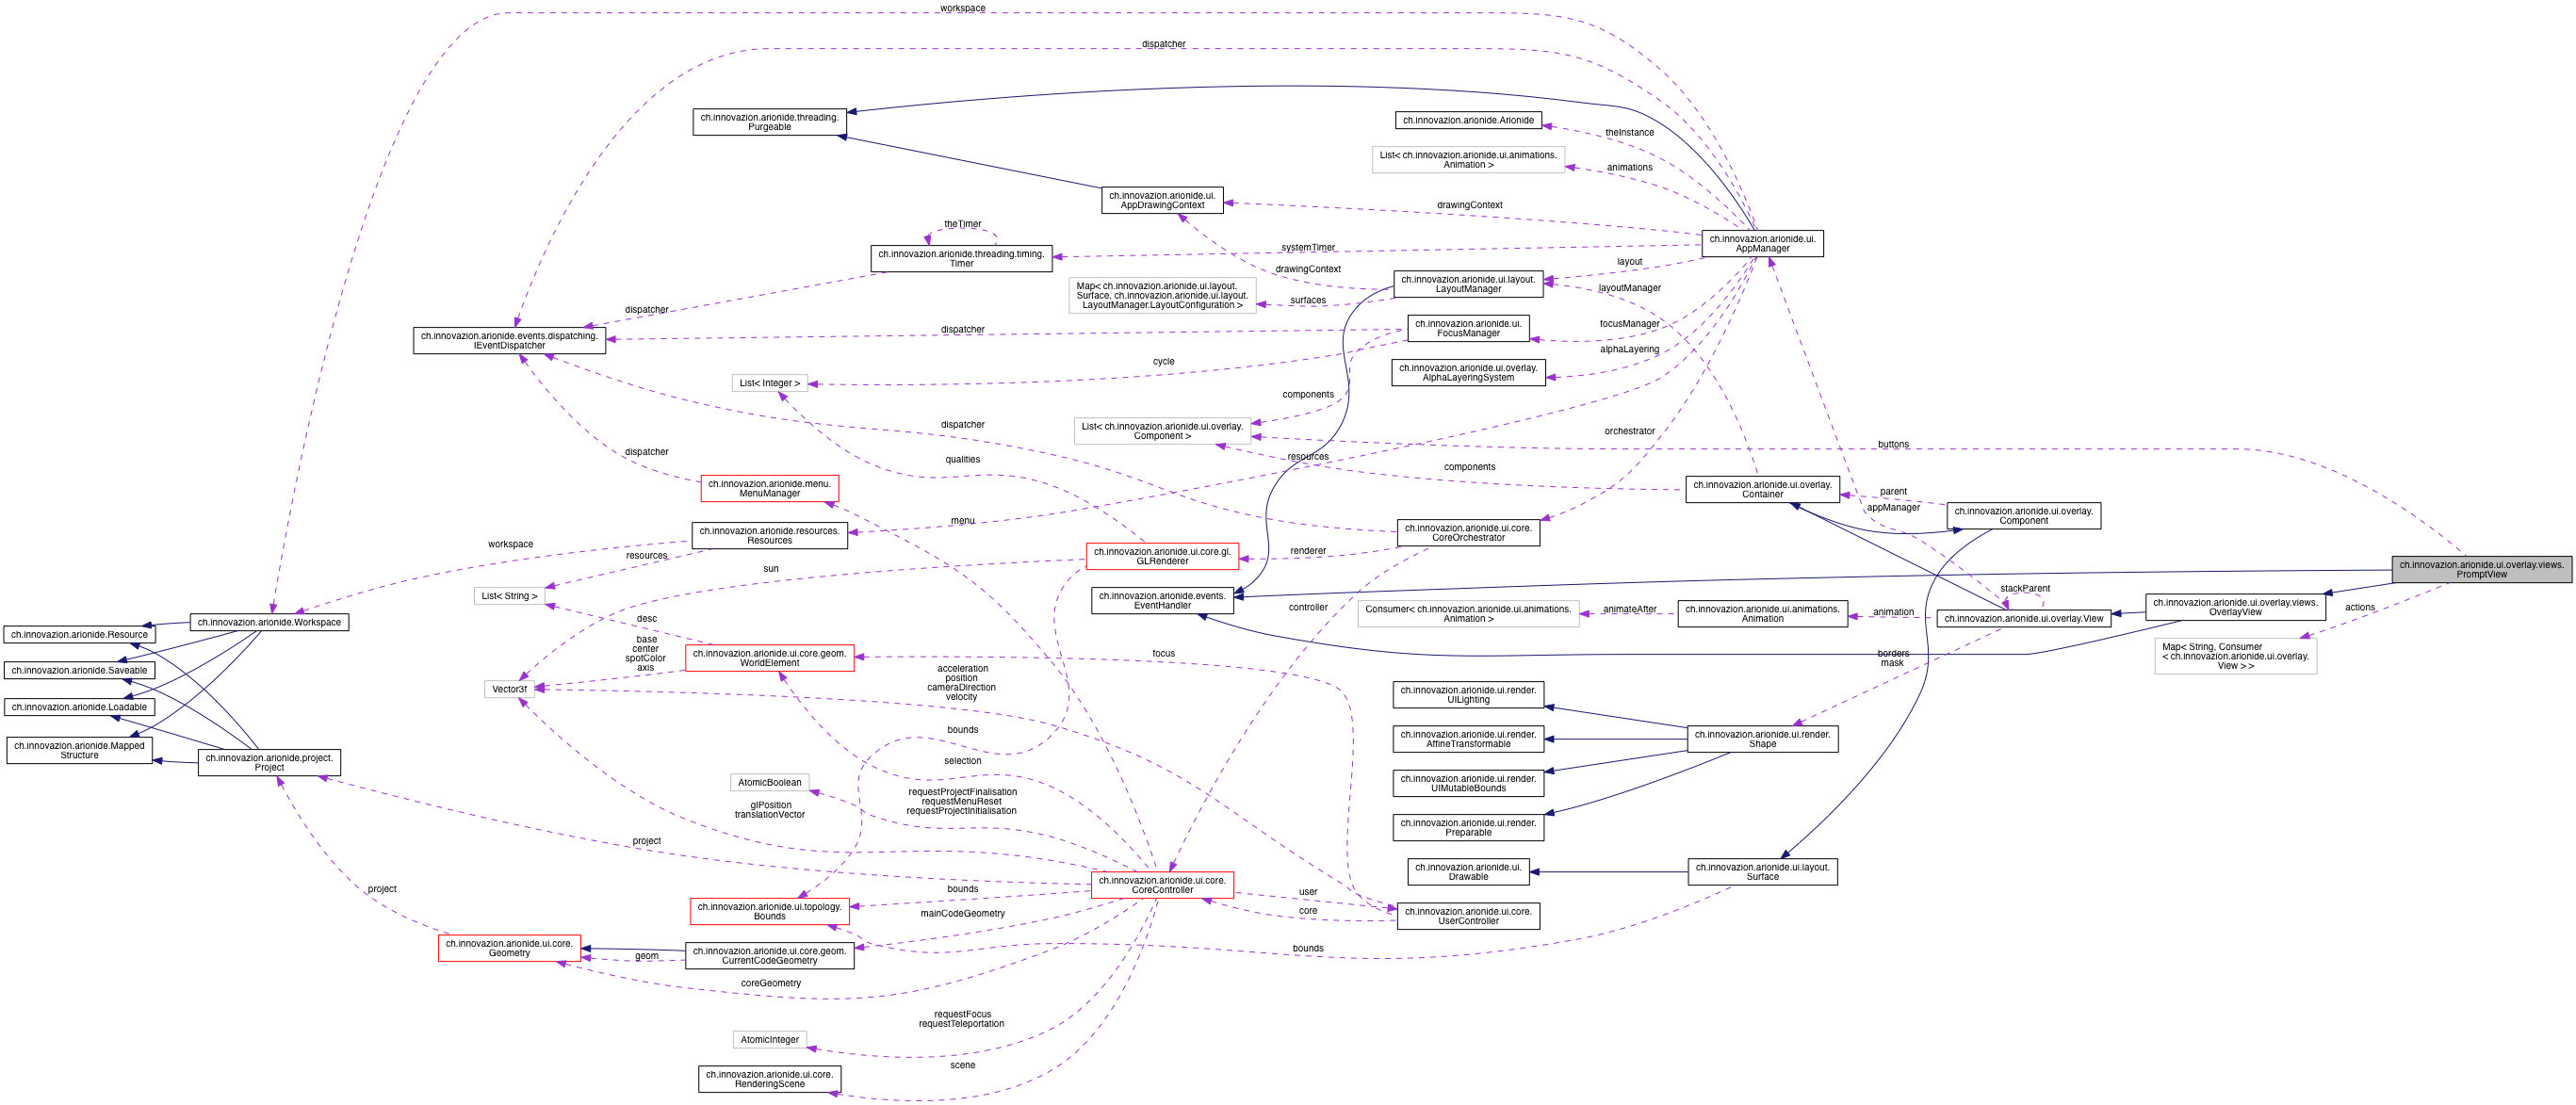 workspace
dispatcher
ch.innovazion.arionide.threading.
Purgeable
ch.innovazion.arionide.Arionide
theInstance
List< ch.innovazion.arionide.ui.animations.
Animation >
animations
ch.innovazion.arionide.ui.
AppDrawingContext
drawingContext
theTimer
ch.innovazion.arionide.ui.
AppManager
ch.innovazion.arionide.threading.timing.
Timer
systemTimer
layout
drawingContext
ch.innovazion.arionide.ui.layout.
LayoutManager
layoutManager
Map< ch.innovazion.arionide.ui.layout.
Surface, ch.innovazion.arionide.ui.layout.
LayoutManager.LayoutConfiguration >
surfaces
dispatcher
ch.innovazion.arionide.ui.
FocusManager
focusManager
dispatcher
ch.innovazion.arionide.events.dispatching.
IEventDispatcher
alphaLayering
cycle
ch.innovazion.arionide.ui.overlay.
AlphaLayeringSystem
List< Integer >
components
dispatcher
List< ch.innovazion.arionide.ui.overlay.
Component >
orchestrator
buttons
dispatcher
qualities
resources
components
ch.innovazion.arionide.menu.
MenuManager
ch.innovazion.arionide.ui.overlay.
Container
parent
appManager
ch.innovazion.arionide.ui.overlay.
Component
menu
ch.innovazion.arionide.resources.
Resources
ch.innovazion.arionide.ui.core.
CoreOrchestrator
workspace
resources
ch.innovazion.arionide.ui.core.gl.
GLRenderer
renderer
sun
ch.innovazion.arionide.ui.overlay.views.
PromptView
List< String >
ch.innovazion.arionide.events.
EventHandler
stackParent
controller
Consumer< ch.innovazion.arionide.ui.animations.
Animation >
animateAfter
ch.innovazion.arionide.ui.animations.
Animation
animation
ch.innovazion.arionide.ui.overlay.View
ch.innovazion.arionide.ui.overlay.views.
OverlayView
actions
ch.innovazion.arionide.Workspace
desc
ch.innovazion.arionide.Resource
base
center
spotColor
axis
ch.innovazion.arionide.ui.core.geom.
WorldElement
focus
borders
mask
Map< String, Consumer
< ch.innovazion.arionide.ui.overlay.
View > >
ch.innovazion.arionide.Saveable
acceleration
position
cameraDirection
velocity
Vector3f
ch.innovazion.arionide.ui.render.
UILighting
ch.innovazion.arionide.Loadable
bounds
ch.innovazion.arionide.ui.render.
AffineTransformable
ch.innovazion.arionide.ui.render.
Shape
ch.innovazion.arionide.Mapped
Structure
ch.innovazion.arionide.project.
Project
selection
ch.innovazion.arionide.ui.render.
UIMutableBounds
AtomicBoolean
requestProjectFinalisation
requestMenuReset
requestProjectInitialisation
glPosition
translationVector
ch.innovazion.arionide.ui.render.
Preparable
project
ch.innovazion.arionide.ui.
Drawable
ch.innovazion.arionide.ui.layout.
Surface
project
ch.innovazion.arionide.ui.core.
CoreController
bounds
user
ch.innovazion.arionide.ui.topology.
Bounds
mainCodeGeometry
core
ch.innovazion.arionide.ui.core.
UserController
ch.innovazion.arionide.ui.core.
Geometry
geom
ch.innovazion.arionide.ui.core.geom.
CurrentCodeGeometry
bounds
coreGeometry
requestFocus
requestTeleportation
AtomicInteger
scene
ch.innovazion.arionide.ui.core.
RenderingScene